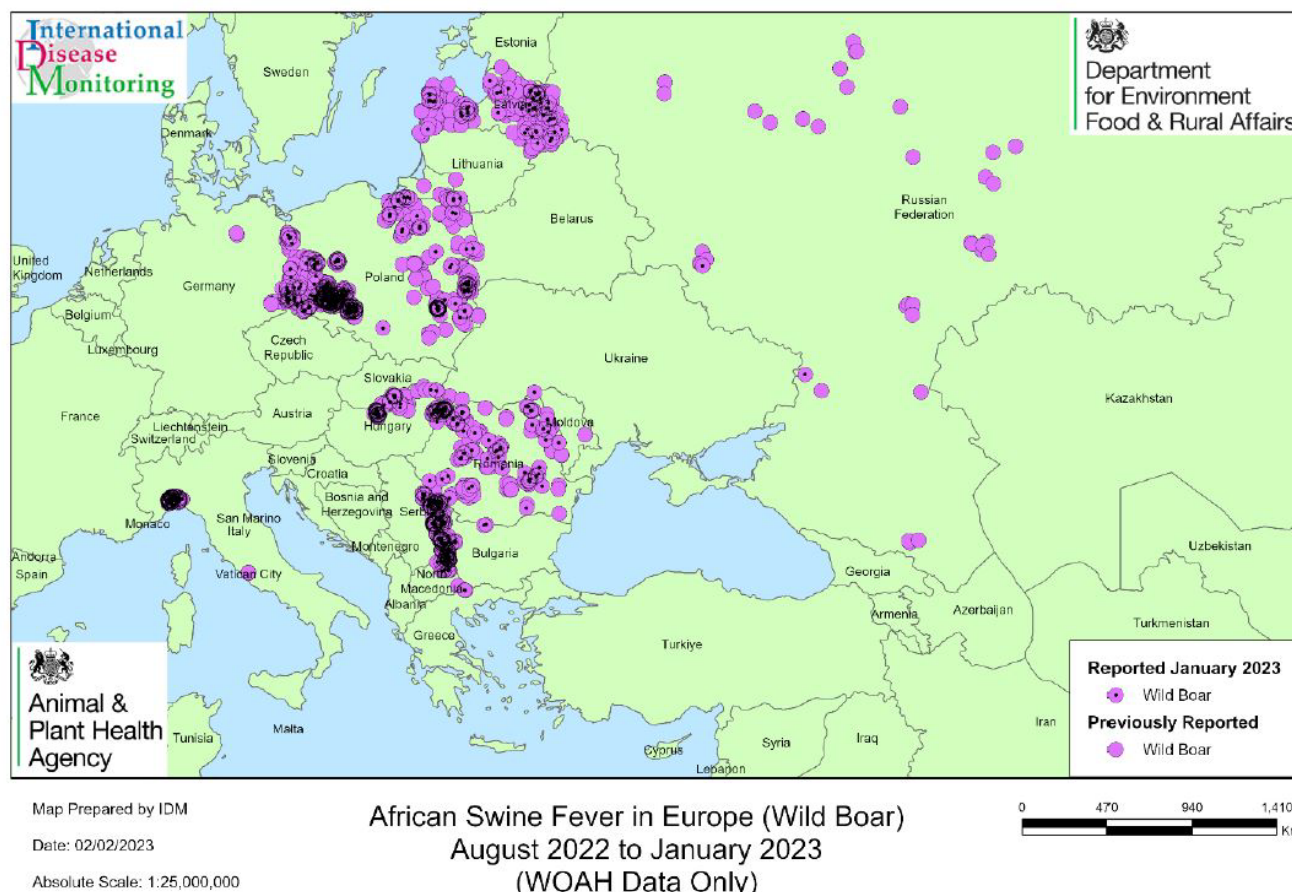 International
Disease
Monitoring
Department
for Environment
Food & Rural Affairs
Estonia
Sweden
Latvia
Denmark
Lithuania
Russian
Federation
Belarus
United
Kingdom
Netherlands
Germany
Poland
Belgium
Luxembourg
Czech
Republic
Ukraine
Slovakia
Kazakhstan
France
Austria
Liechtenstein
Switzerland
Hungary
Moldova
Slovenia
Croatia
Romania
Bosnia and
Herzegovina
Serb
Monaco
San Marino
Italy
Montenegro
Bulgaria
Andorra
Spain
Vatican City
North
Macedonia
Albania
Georgia
Uzbekistan
Armenia
Azerbaijan
Greece
Turkiye
Turkmenistan
Animal &
Plant Health
Agency
Tunisia
Malta
Cyprus
Lebanon
Syria
Iraq
Iran
Reported January 2023
Wild Boar
Previously Reported
Wild Boar
Map Prepared by IDM
Date: 02/02/2023
Absolute Scale: 1:25,000,000
African Swine Fever in Europe (Wild Boar)
August 2022 to January 2023
(WOAH Data Only)
0 470 940 1,410